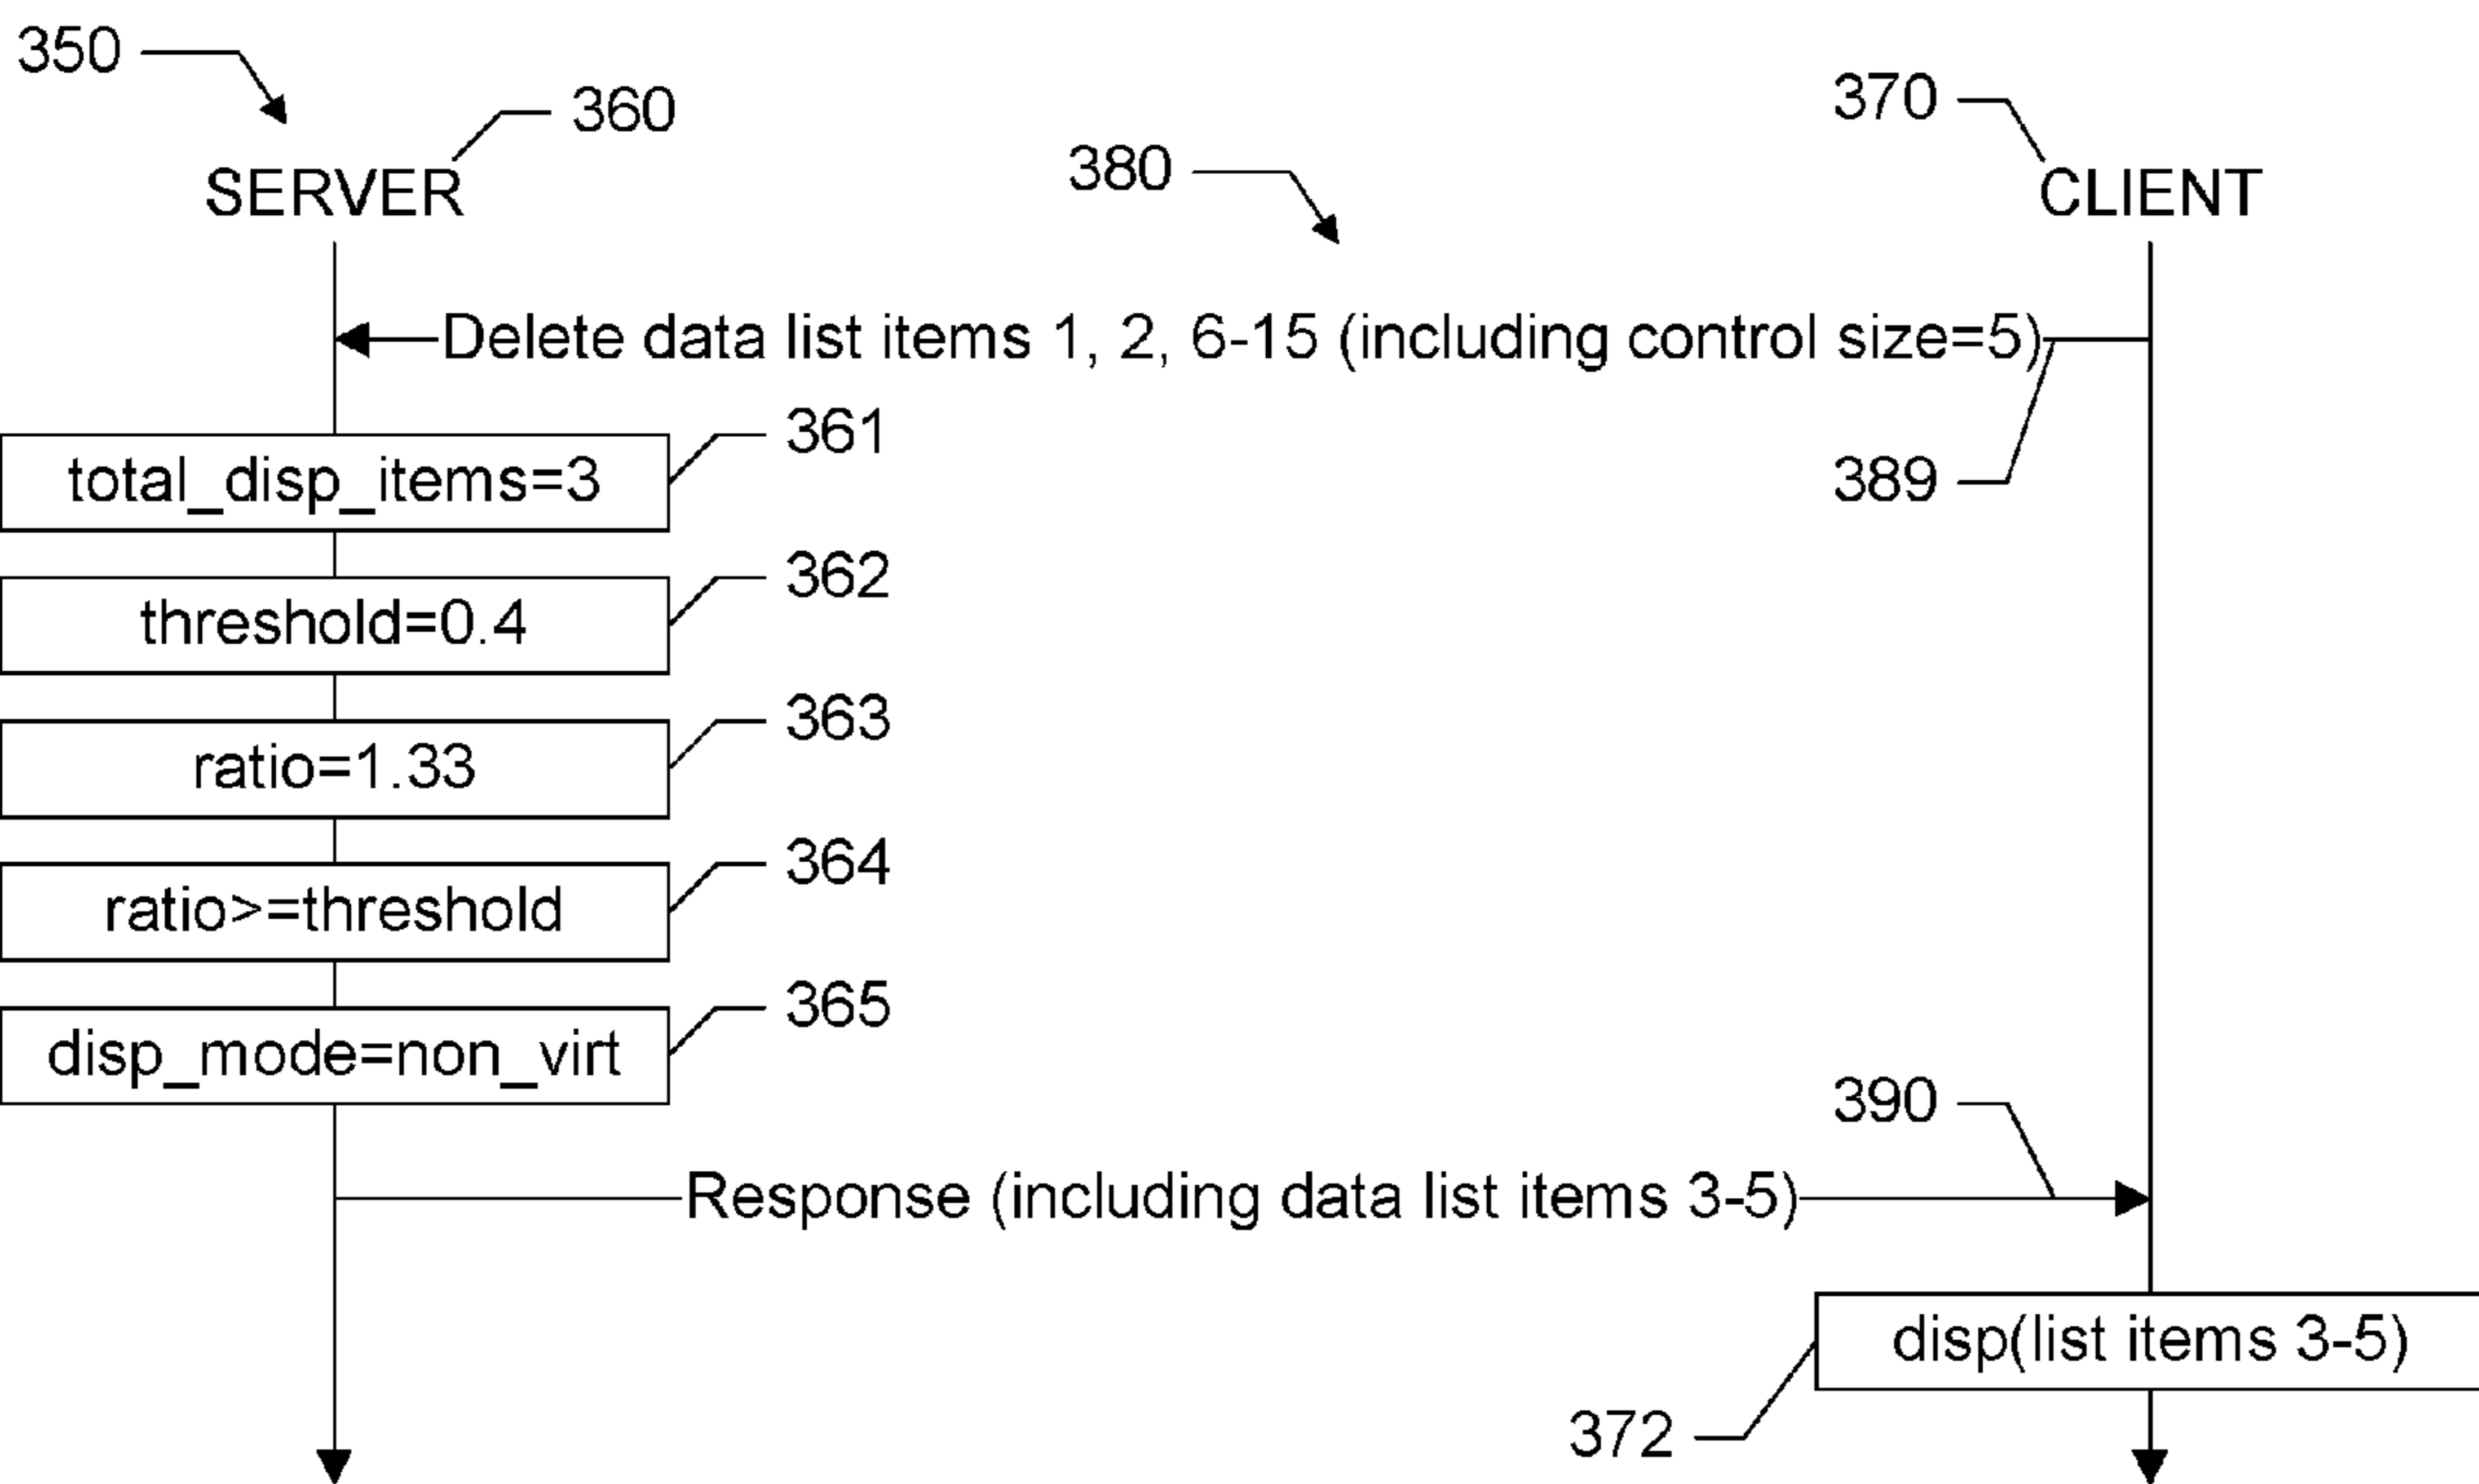 350
360
370
SERVER
380
CLIENT
Delete data list items 1, 2, 6-15 (including control size=5)
361
total_disp_items=3
389
362
threshold=0.4
363
ratio=1.33
364
ratio>=threshold
365
disp_mode=non_virt
390
Response (including data list items 3-5)
disp(list items 3-5)
372